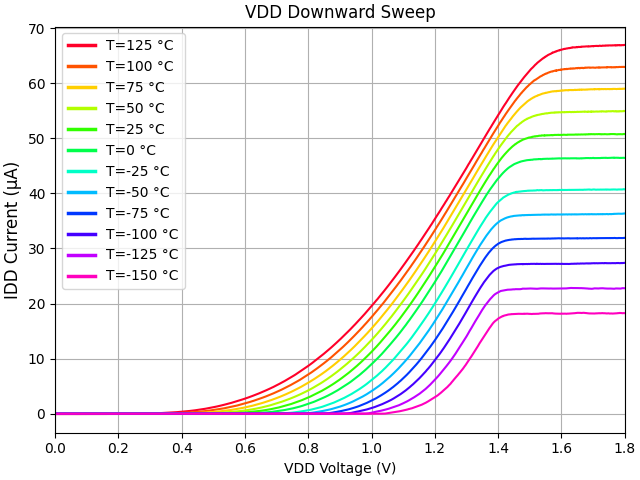 VDD Downward Sweep
IDD Current (μA)
70
60
50
40
30
20
10
0
T=125 °C
T=100 °C
T=75 °C
T=50 °C
T=25 °C
T=0 °C
T=-25 °C
T=-50 °C
T=-75 °C
T=-100 °C
T=-125 °C
T=-150 °C
0.0 0.2 0.4 0.6 0.8 1.0 1.2 1.4 1.6 1.8
VDD Voltage (V)